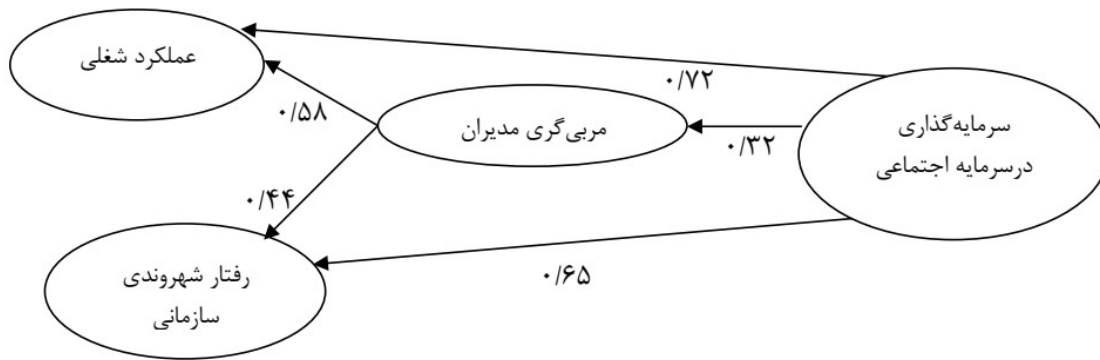 عملکرد شغلی
۰/۷۲
سرمایه‌گذاری
درسرمایه اجتماعی
مربی‌گری مدیران
۰/۵۸
۰/۳۲
۰/۴۴
رفتار شهروندی
سازمانی
۰/۶۵